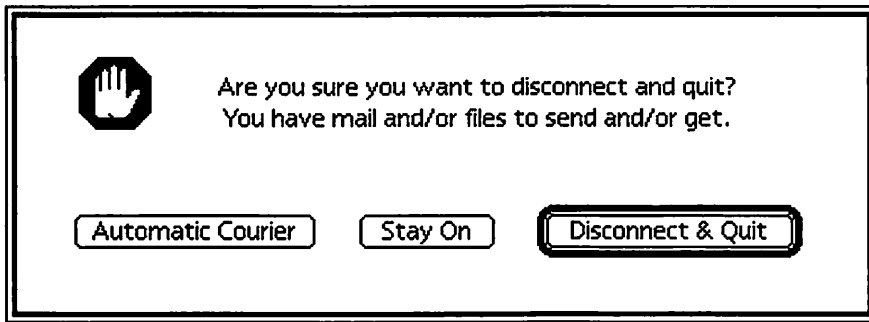 Are you sure you want to disconnect and quit?
You have mail and/or files to send and/or get.
Automatic Courier
Stay On
Disconnect & Quit